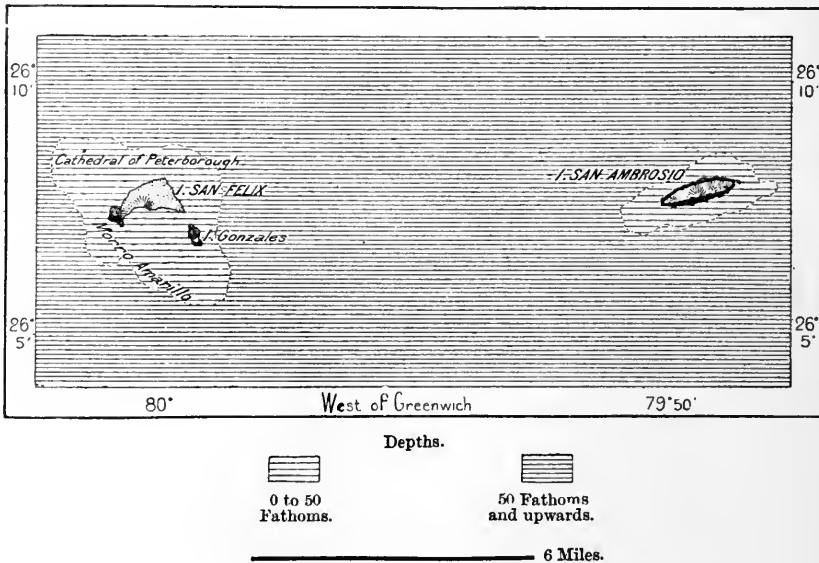 26° 26°
10' 10'
Cathedral of Peterborough.
I. SAN FELIX
I. SAN AMBROSIO
I. Gonzales
Morro Amarillo
26° 26°
5' 5'
80° West of Greenwich 79°50'
Depths.
0 to 50 50 Fathoms
Fathoms. and upwards.
6 Miles.